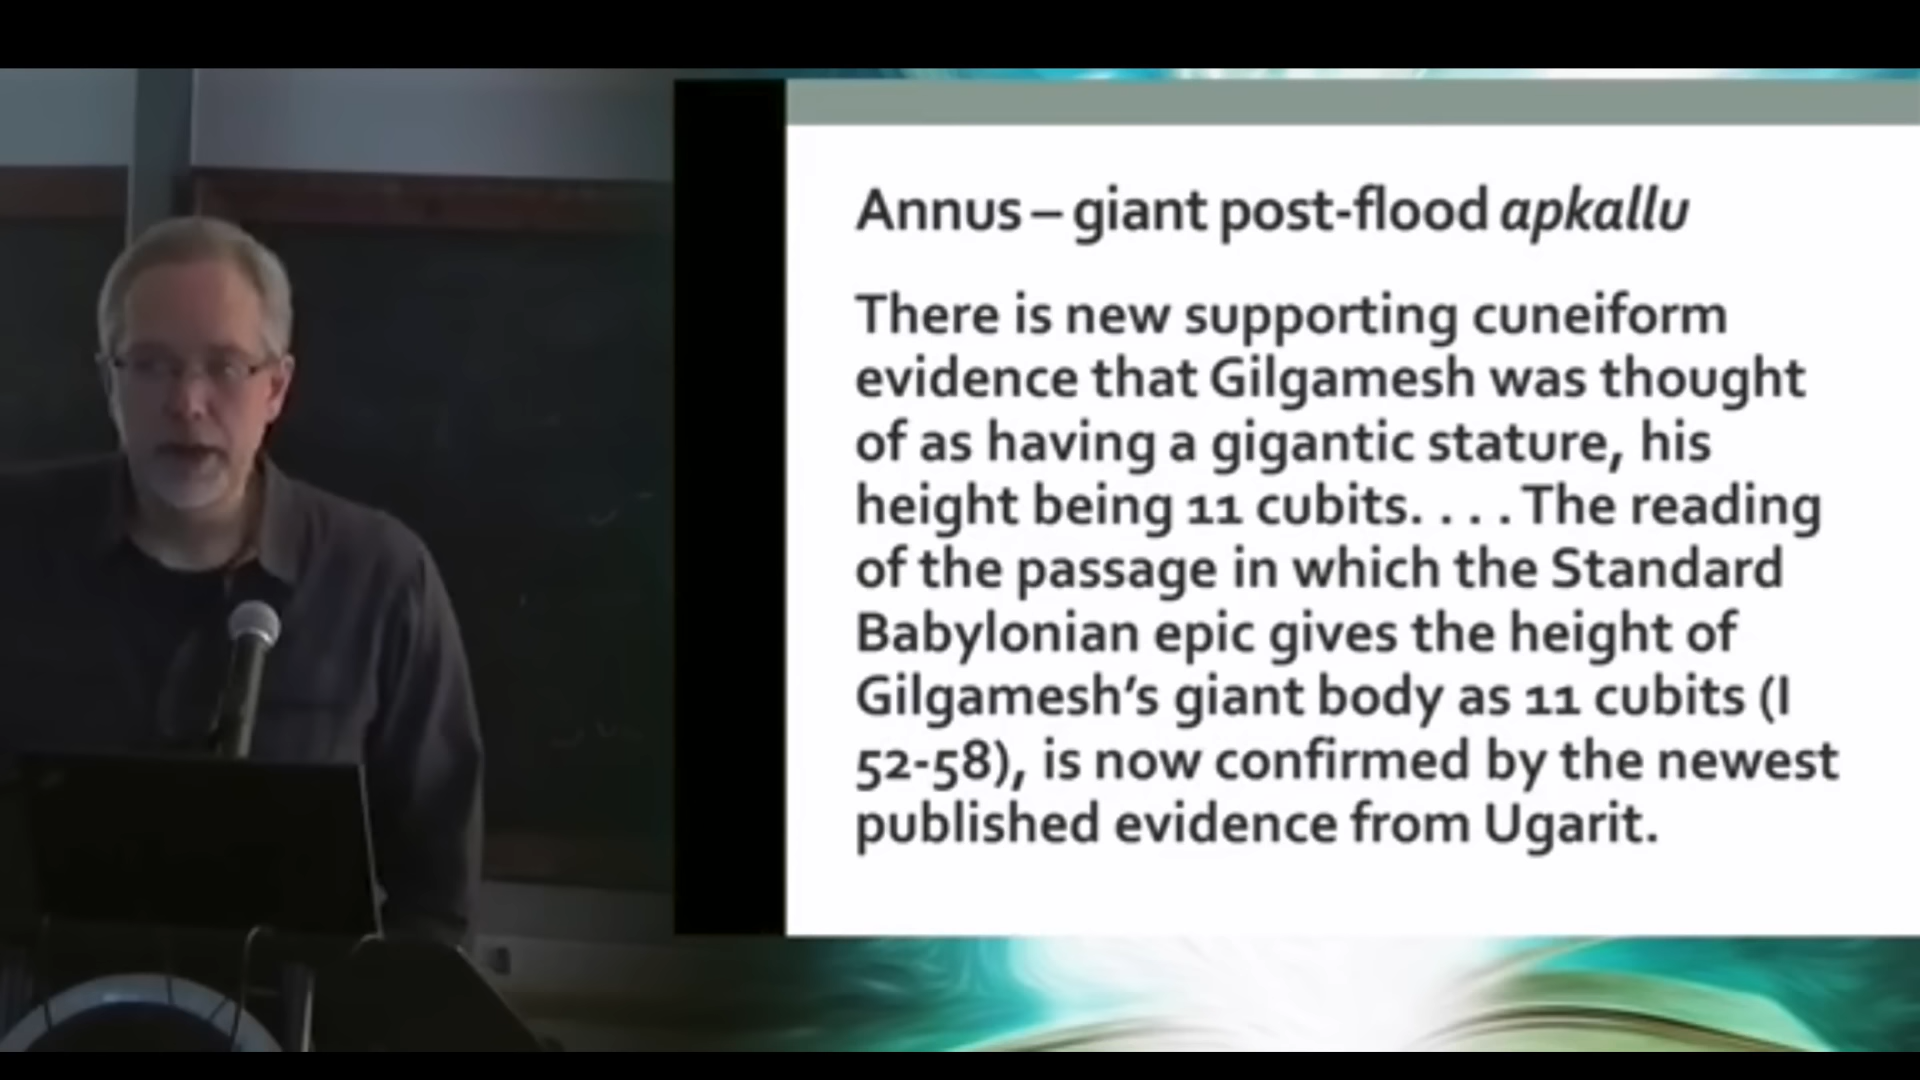 Annus – giant post-flood apkallu
There is new supporting cuneiform
evidence that Gilgamesh was thought
of as having a gigantic stature, his
height being 11 cubits. . . . The reading
of the passage in which the Standard
Babylonian epic gives the height of
Gilgamesh’s giant body as 11 cubits (I
52-58), is now confirmed by the newest
published evidence from Ugarit.